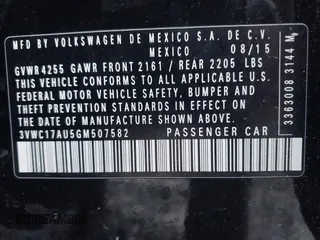 MFD BY VOLKSWAGEN DE MEXICO S.A. DE C.V.
08/15
GVWR 4255 GAWR FRONT 2161 / REAR 2205 LBS
THIS VEHICLE CONFORMS TO ALL APPLICABLE U.S.
FEDERAL MOTOR VEHICLE SAFETY, BUMPER AND
THEFT PREVENTION STANDARDS IN EFFECT ON THE
DATE OF MANUFACTURE SHOWN ABOVE.
3VWC17AU5GM507582 PASSENGER CAR
33630008 3144 M